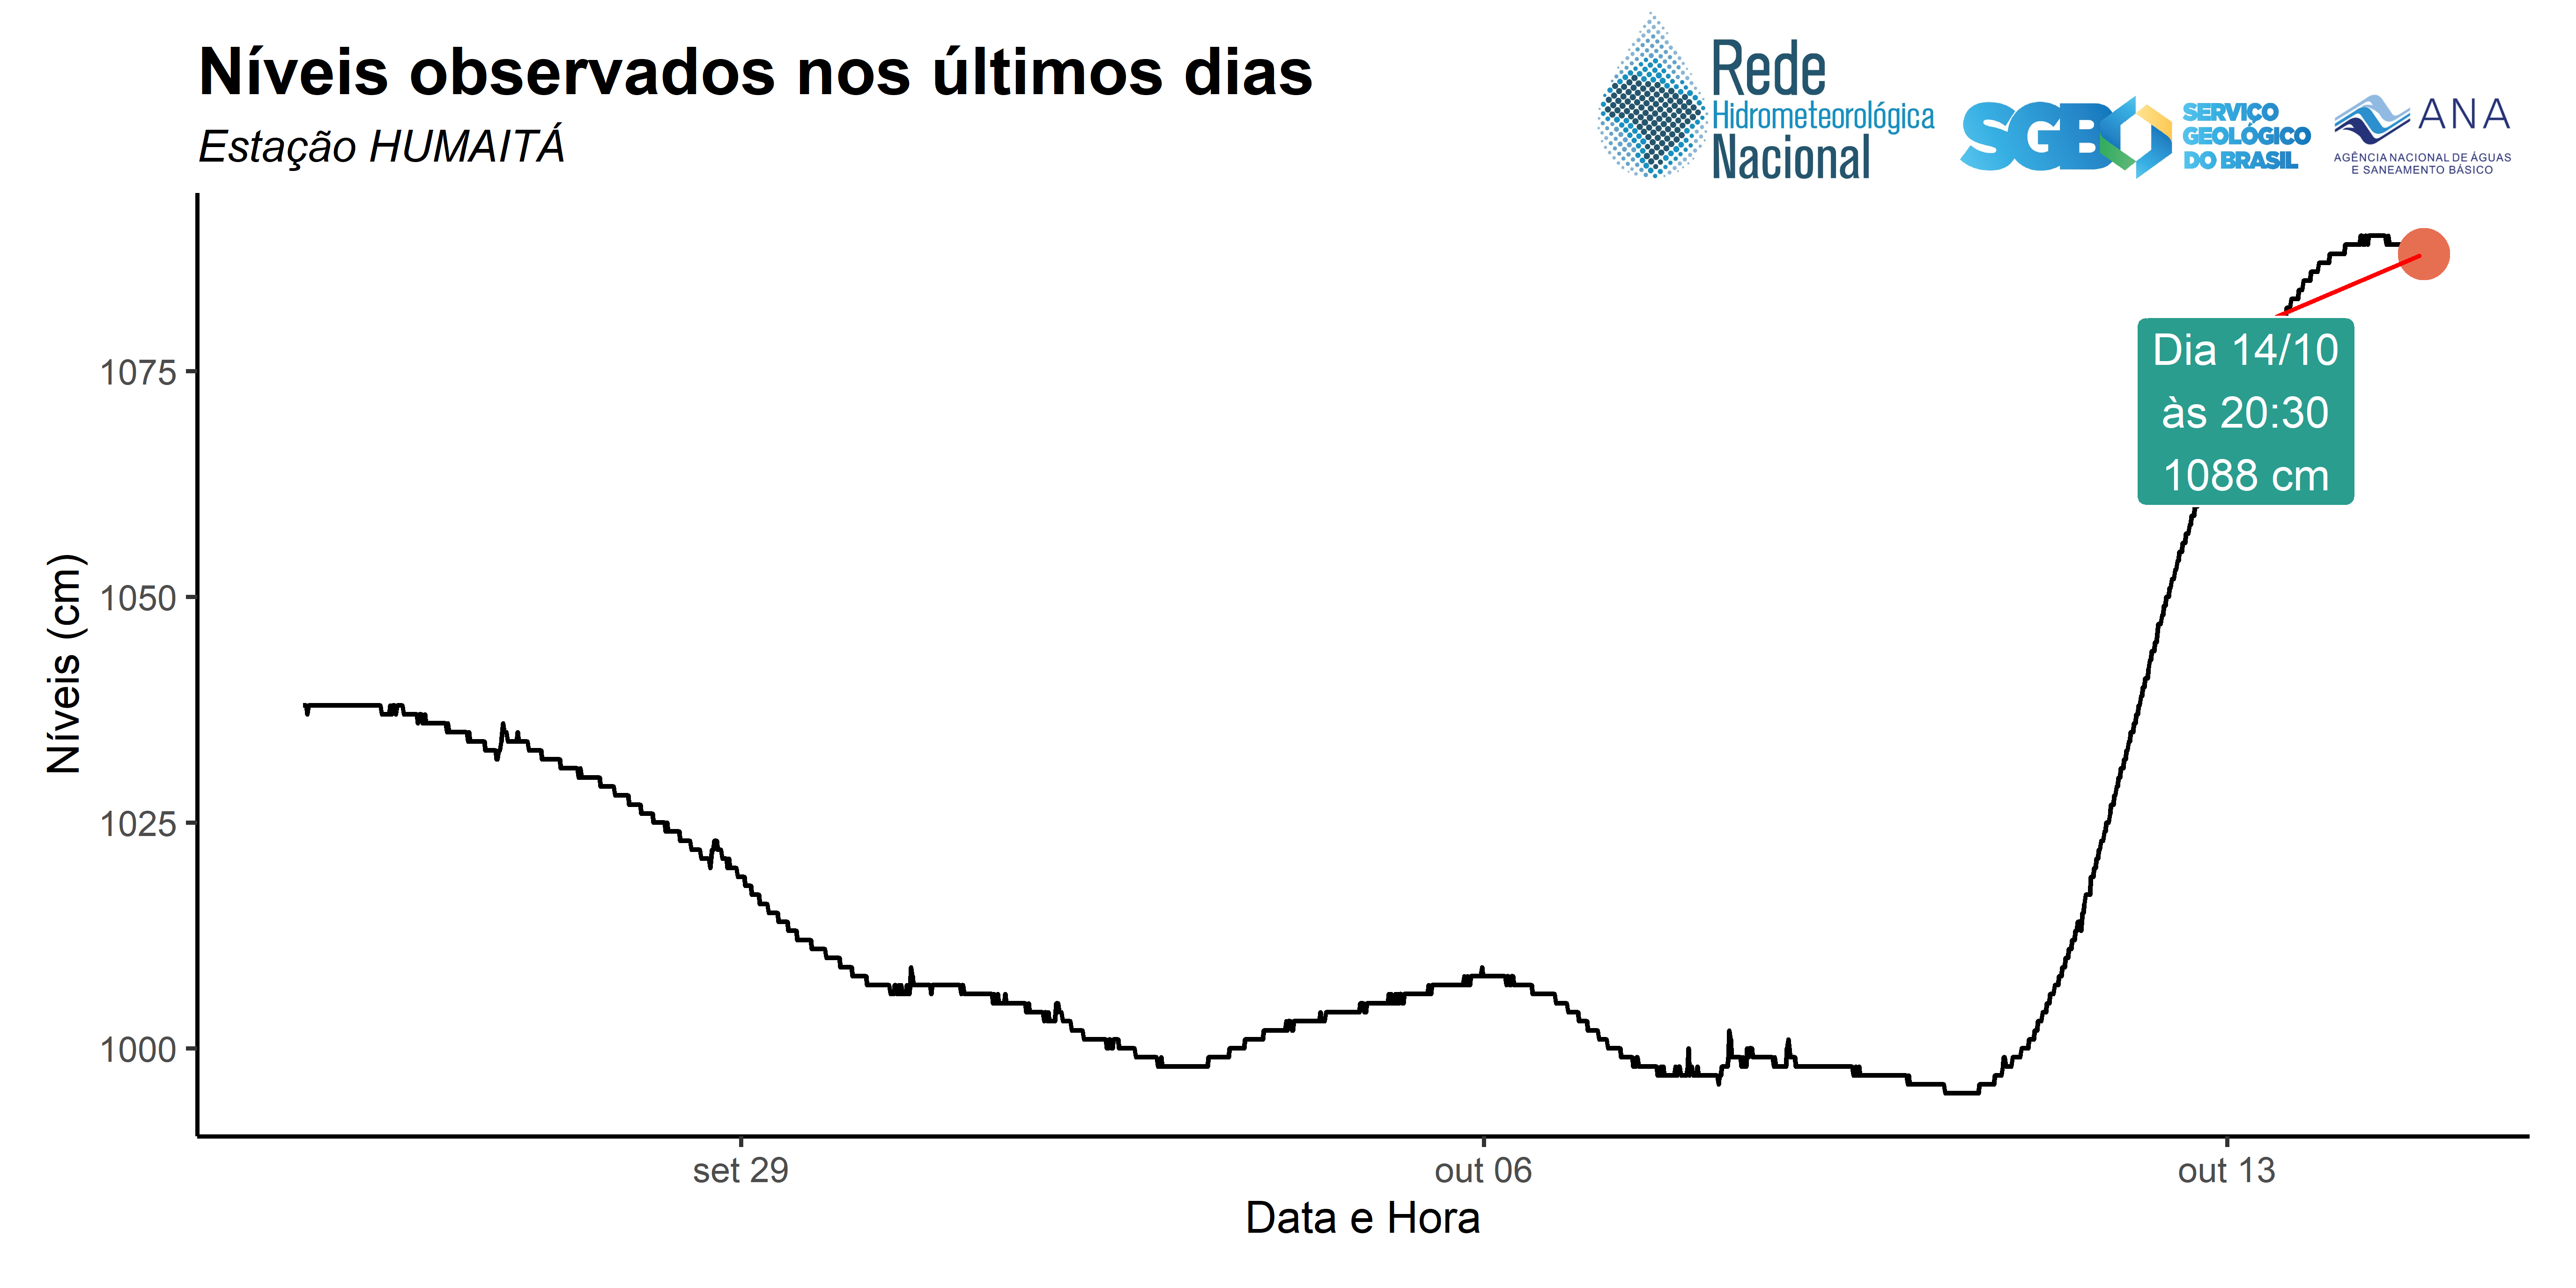 Níveis observados nos últimos dias
Estação HUMAITÁ
Rede
Hidrometeorológica
Nacional
SGB
SERVIÇO
GEOLÓGICO
DO BRASIL
ANA
AGÊNCIA NACIONAL DE ÁGUAS
E SANEAMENTO BÁSICO
Níveis (cm)
1075
1050
1025
1000
Dia 14/10
às 20:30
1088 cm
set 29
out 06
out 13
Data e Hora